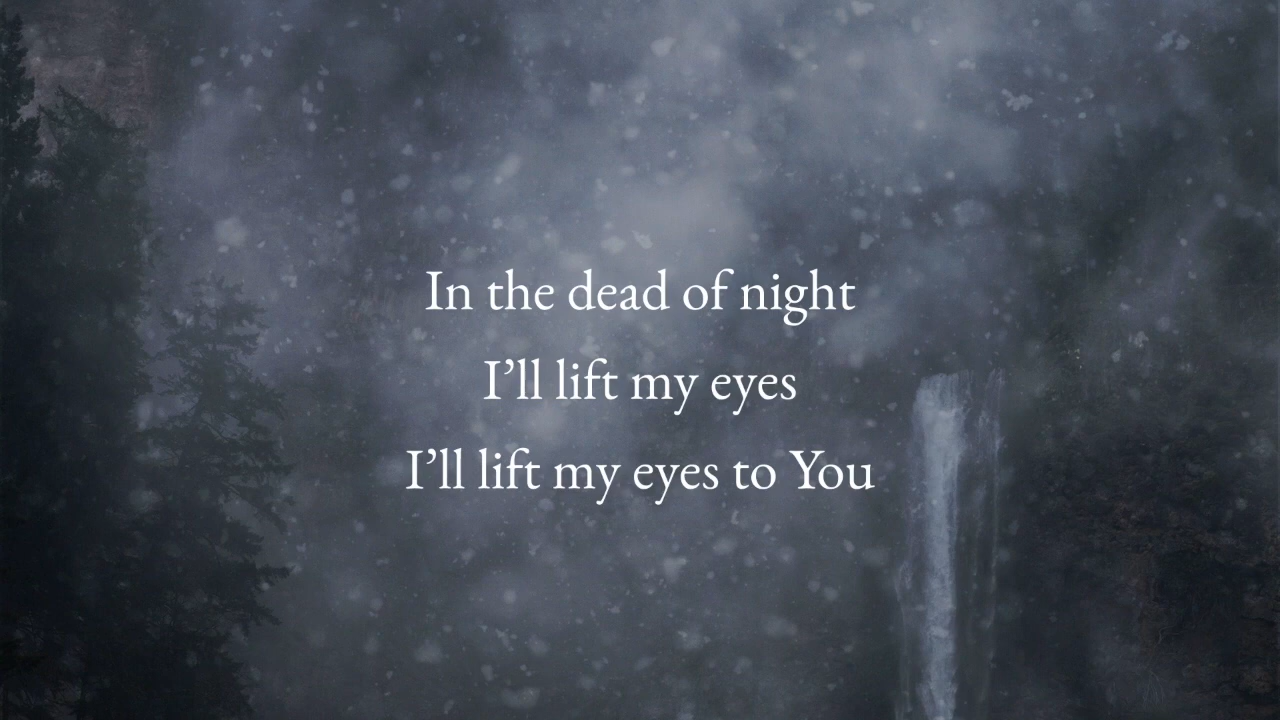 In the dead of night
I’ll lift my eyes
I’ll lift my eyes to You